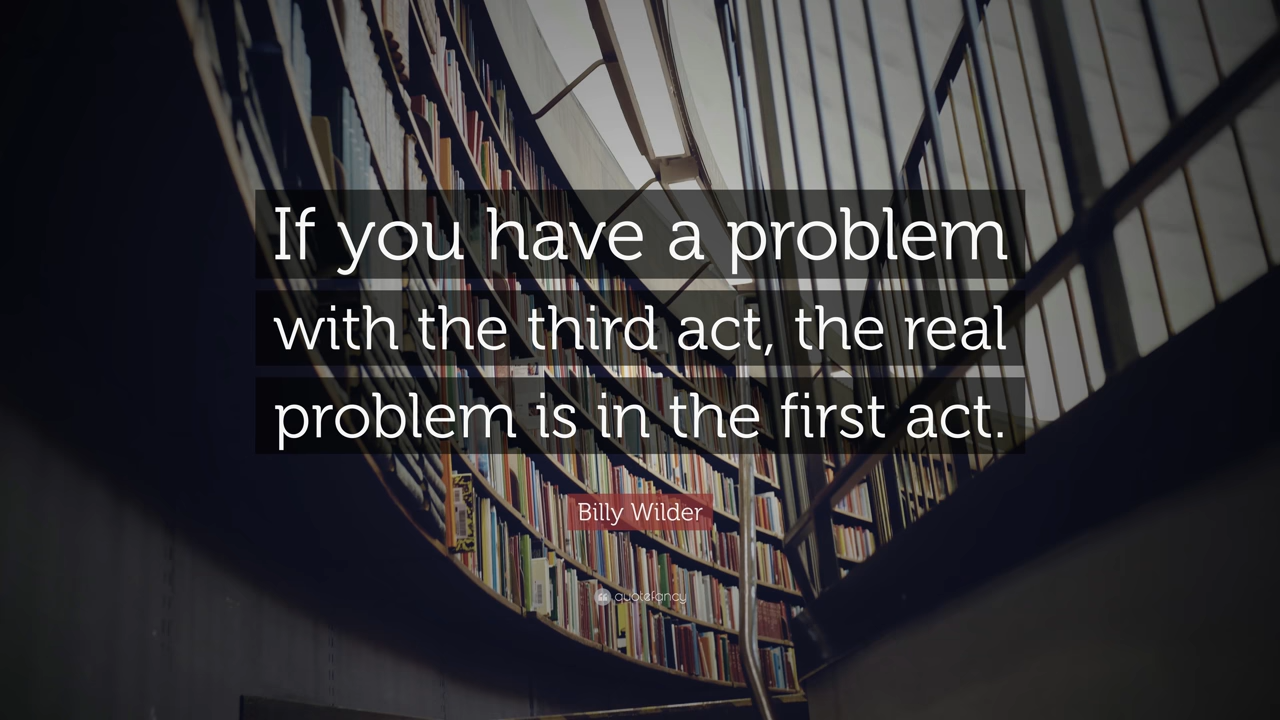 If you have a problem
with the third act, the real
problem is in the first act.
Billy Wilder
quotefancy